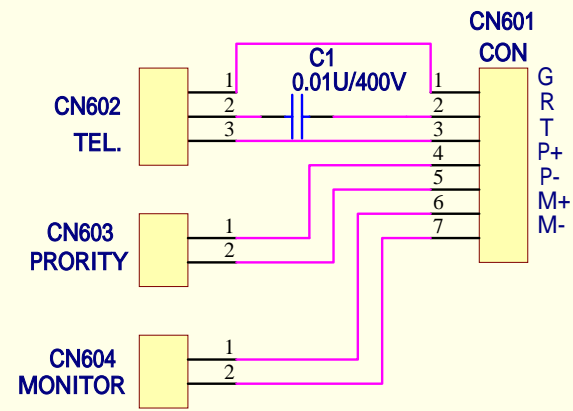 CN601
CON
C1
0.01U/400V
CN602
TEL.
1
2
3
1
2
3
4
5
6
7
G
R
T
P+
P-
M+
M-
CN603
PRORITY
1
2
CN604
MONITOR
1
2